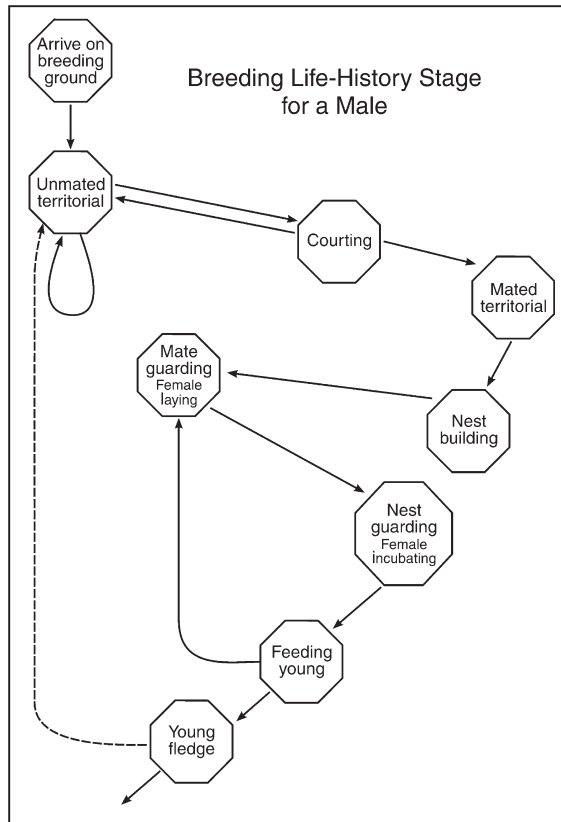 Arrive on
breeding
ground
Breeding Life-History Stage
for a Male
Unmated
territorial
Courting
Mated
territorial
Mate
guarding
Female
laying
Nest
building
Nest
guarding
Female
incubating
Feeding
young
Young
fledge